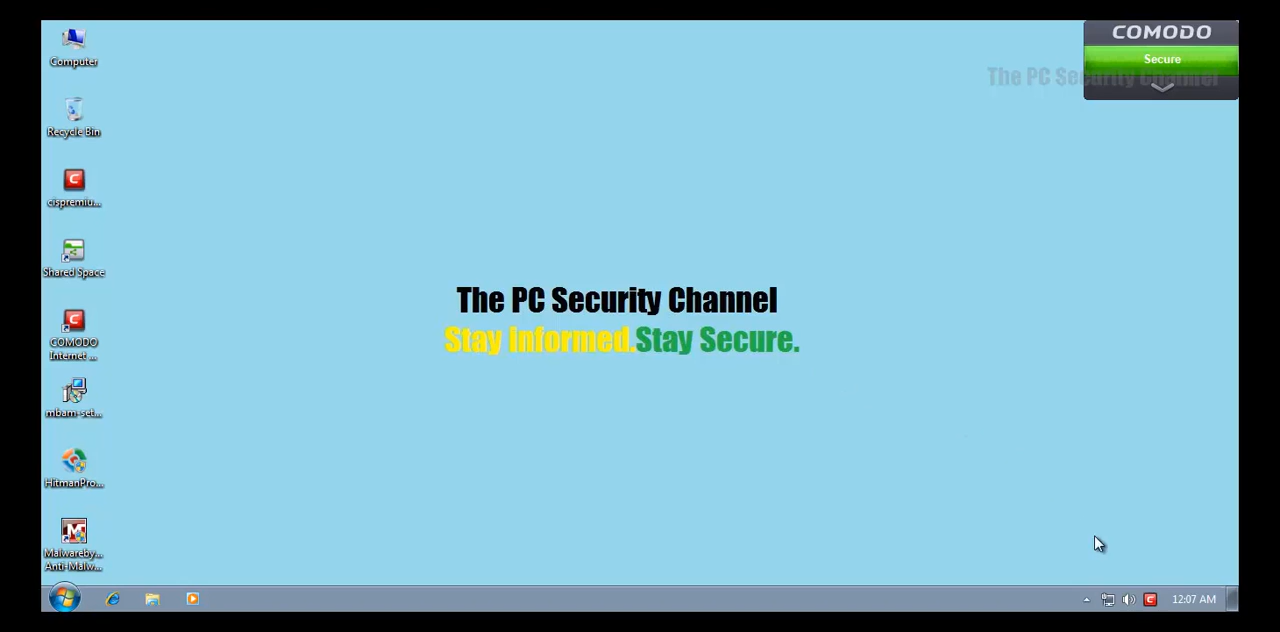 Computer
Recycle Bin
cispremiu...
Shared Space
COMODO
Internet ...
mbam-set...
HitmanPro...
Malwareby...
Anti-Malw...
COMODO
Secure
The PC Security Channel
The PC Security Channel
Stay Informed.Stay Secure.
12:07 AM